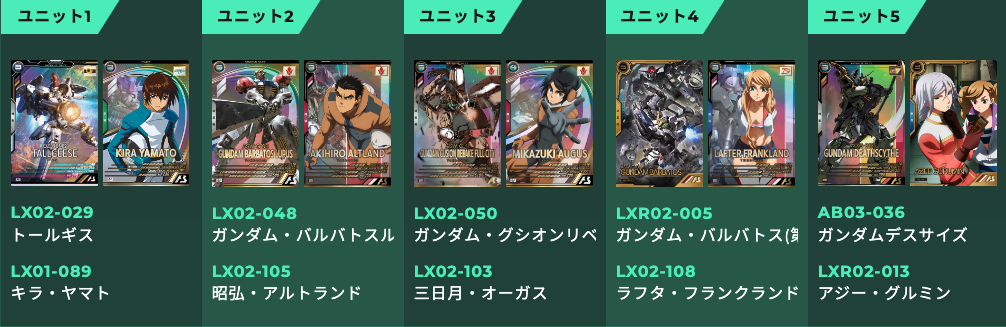 ユニット1
ユニット2
ユニット3
ユニット4
ユニット5
TALLGEESE
KIRA YAMATO
GUNDAM BARBATOS LUPUS
AKIHIRO ALTLAND
GUNDAM GUSION REBAKE FULL CITY
MIKAZUKI AUGUS
GUNDAM BARBATOS
LAFTER FRANKLAND
GUNDAM DEATHSCYTHE
LX02-029
トールギス
LX01-089
キラ・ヤマト
LX02-048
ガンダム・バルバトスル
LX02-105
昭弘・アルトランド
LX02-050
ガンダム・グシオンリベ
LX02-103
三日月・オーガス
LXR02-005
ガンダム・バルバトス(第
LX02-108
ラフタ・フランクランド
AB03-036
ガンダムデスサイズ
LXR02-013
アジー・グルミン